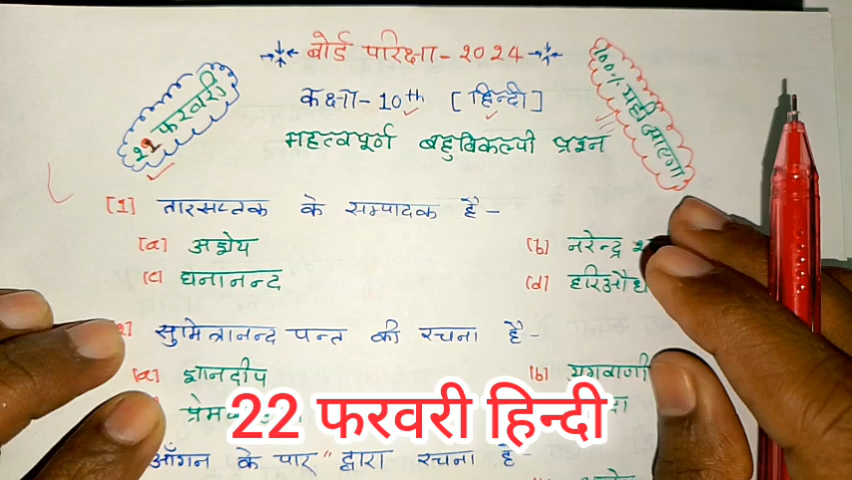 बोर्ड परिक्षा - 2024
22 फरवरी
100% यही आएगा
कक्षा - 10th [हिन्दी]
महत्वपूर्ण बहुविकल्पी प्रश्न
[1] तारसप्तक के सम्पादक है -
[a] अज्ञेय [b] नरेन्द्र
[c] घनानन्द [d] हरिऔध
सुमित्रानन्द पन्त की रचना है -
[a] ज्ञानदीप [b] युगवाणी
22 फरवरी हिन्दी
आँगन के पार" द्वारा रचना है -